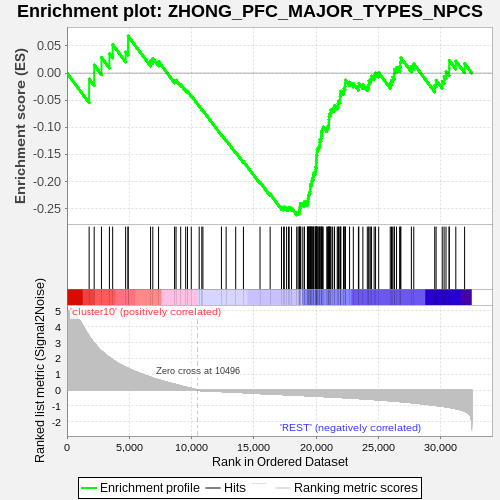 Enrichment plot: ZHONG_PFC_MAJOR_TYPES_NPCS
Enrichment score (ES)
0.05
0.00
-0.05
-0.10
-0.15
-0.20
-0.25
'cluster10' (positively correlated)
Ranked list metric (Signal2Noise)
5
4
3
2
1
0
-1
-2
Zero cross at 10496
'REST' (negatively correlated)
0
5,000
10,000
15,000
20,000
25,000
30,000
Rank in Ordered Dataset
Enrichment profile
Hits
Ranking metric scores